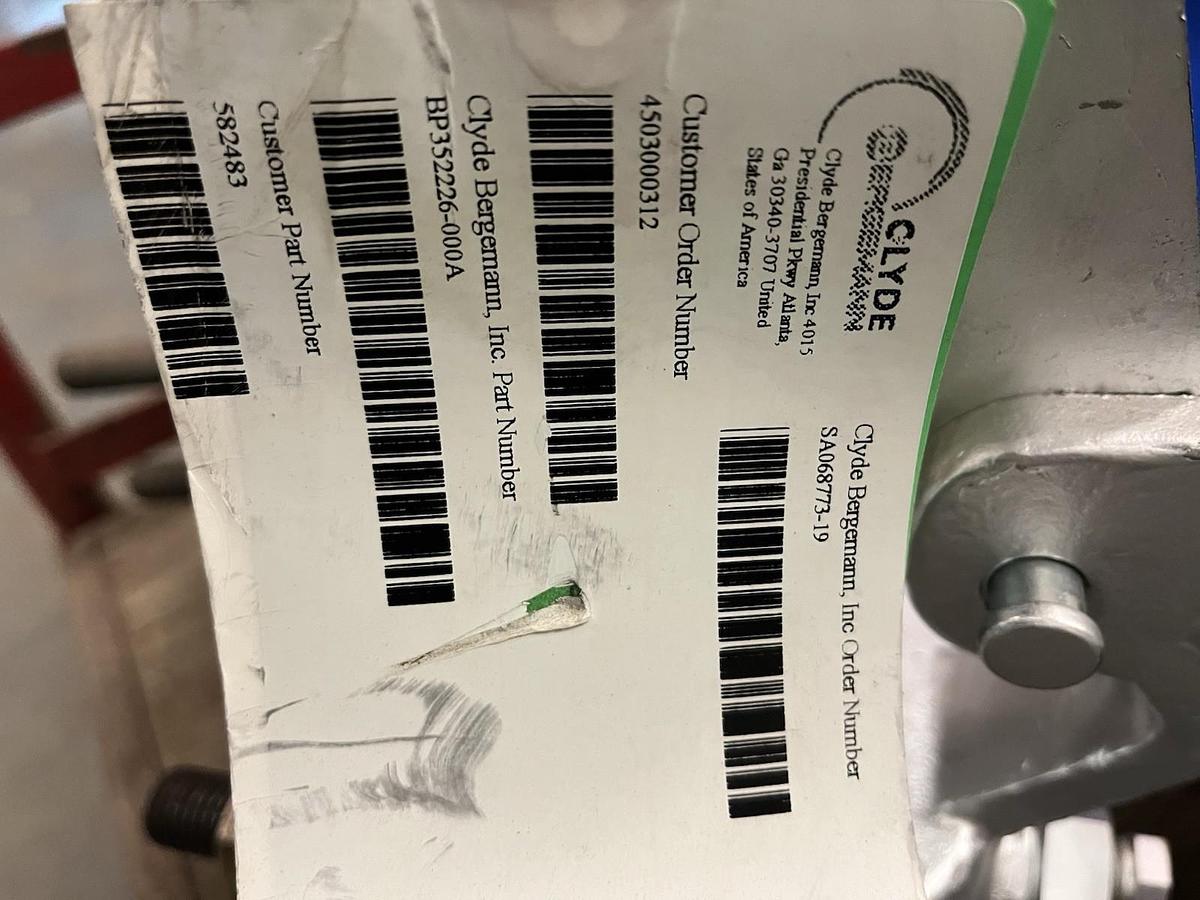 CLYDE
BERGEMANN
Clyde Bergemann, Inc 4015
Presidential Pkwy Atlanta,
Ga 30340-3707 United
States of America
Clyde Bergemann, Inc Order Number
SA068773-19
Customer Order Number
4503000312
Clyde Bergemann, Inc. Part Number
BP352226-000A
Customer Part Number
582483